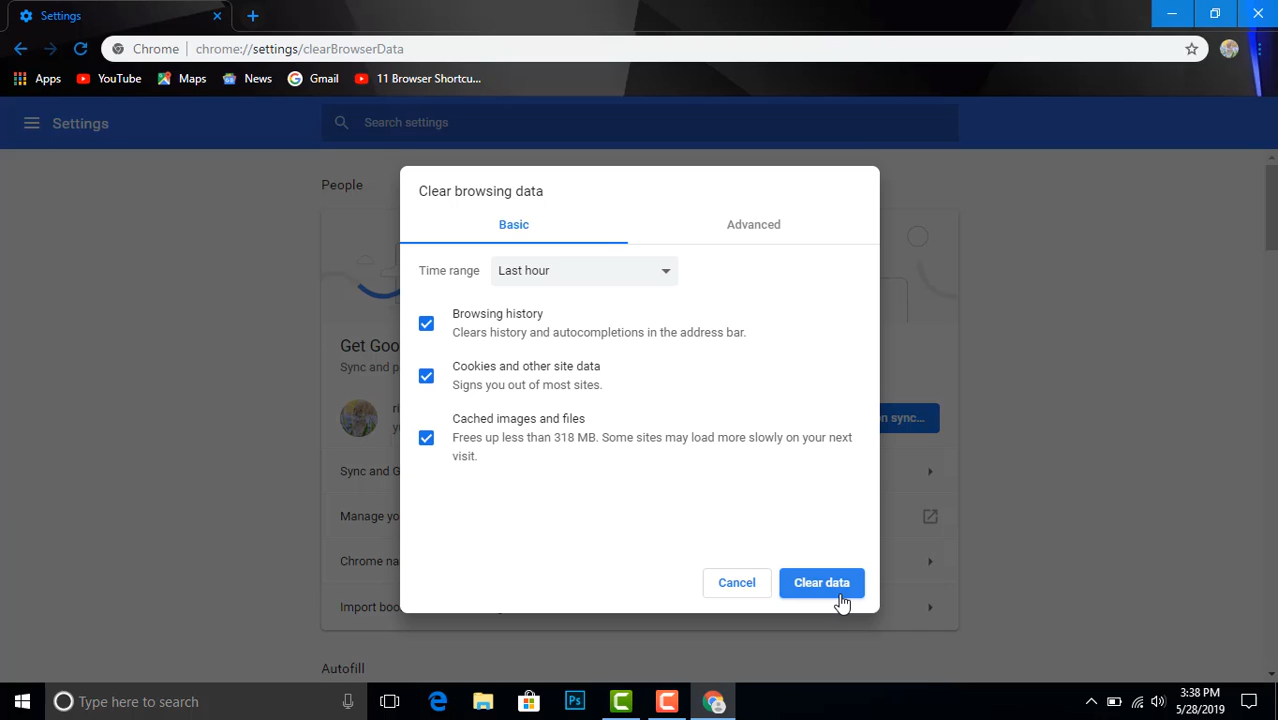 Settings
Chrome
chrome://settings/clearBrowserData
Apps
YouTube
Maps
News
Gmail
11 Browser Shortcu...
Settings
Search settings
People
Clear browsing data
Basic
Advanced
Time range
Last hour
Browsing history
Clears history and autocompletions in the address bar.
Cookies and other site data
Signs you out of most sites.
Cached images and files
Frees up less than 318 MB. Some sites may load more slowly on your next
visit.
Cancel
Clear data
Get Goo
Sync and p
ri
y
on sync...
Sync and G
Manage yo
Chrome na
Import boo
Autofill
Type here to search
Ps
3:38 PM
5/28/2019